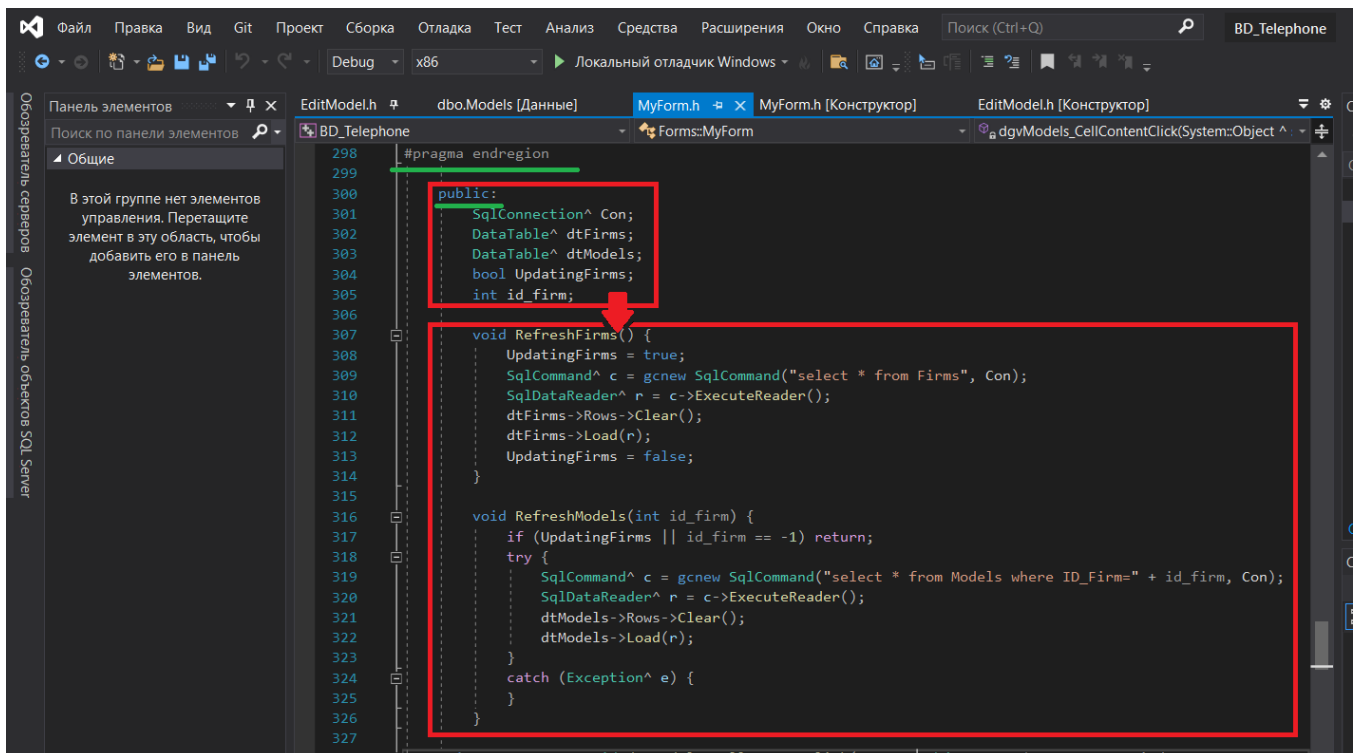 Файл Правка Вид Git Проект Сборка Отладка Тест Анализ Средства Расширения Окно Справка Поиск (Ctrl+Q) BD_Telephone
Debug x86 Локальный отладчик Windows
Обозреватель серверов
Обозреватель объектов SQL Server
Панель элементов
Поиск по панели элементов
Общие
В этой группе нет элементов
управления. Перетащите
элемент в эту область, чтобы
добавить его в панель
элементов.
EditModel.h dbo.Models [Данные] MyForm.h MyForm.h [Конструктор] EditModel.h [Конструктор]
BD_Telephone Forms::MyForm dgvModels_CellContentClick(System::Object ^
298 #pragma endregion
299
300 public:
301 SqlConnection^ Con;
302 DataTable^ dtFirms;
303 DataTable^ dtModels;
304 bool UpdatingFirms;
305 int id_firm;
306
307 void RefreshFirms() {
308 UpdatingFirms = true;
309 SqlCommand^ c = gcnew SqlCommand("select * from Firms", Con);
310 SqlDataReader^ r = c->ExecuteReader();
311 dtFirms->Rows->Clear();
312 dtFirms->Load(r);
313 UpdatingFirms = false;
314 }
315
316 void RefreshModels(int id_firm) {
317 if (UpdatingFirms || id_firm == -1) return;
318 try {
319 SqlCommand^ c = gcnew SqlCommand("select * from Models where ID_Firm=" + id_firm, Con);
320 SqlDataReader^ r = c->ExecuteReader();
321 dtModels->Rows->Clear();
322 dtModels->Load(r);
323 }
324 catch (Exception^ e) {
325 }
326 }
327